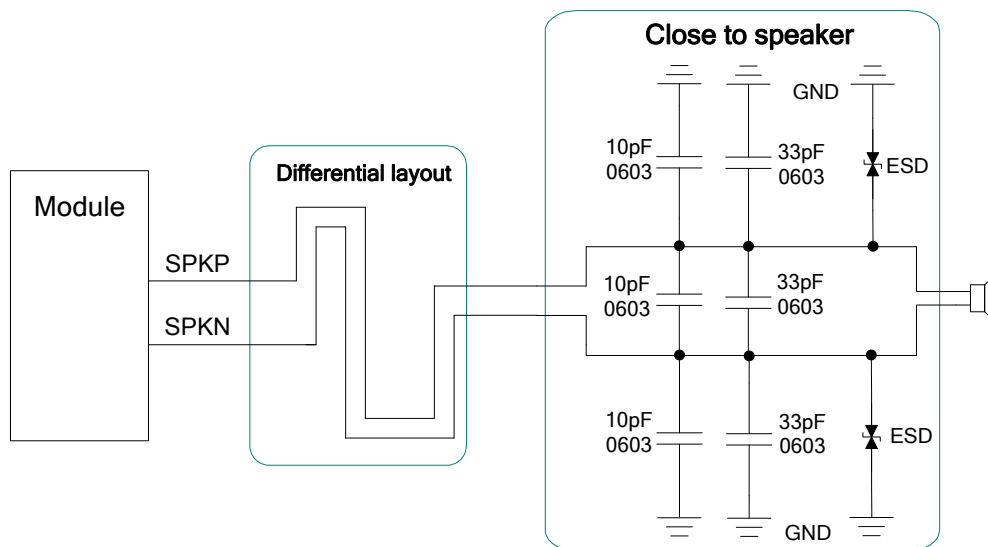 Close to speaker
GND
10pF
0603
33pF
0603
ESD
Differential layout
Module
SPKP
SPKN
10pF
0603
33pF
0603
10pF
0603
33pF
0603
ESD
GND